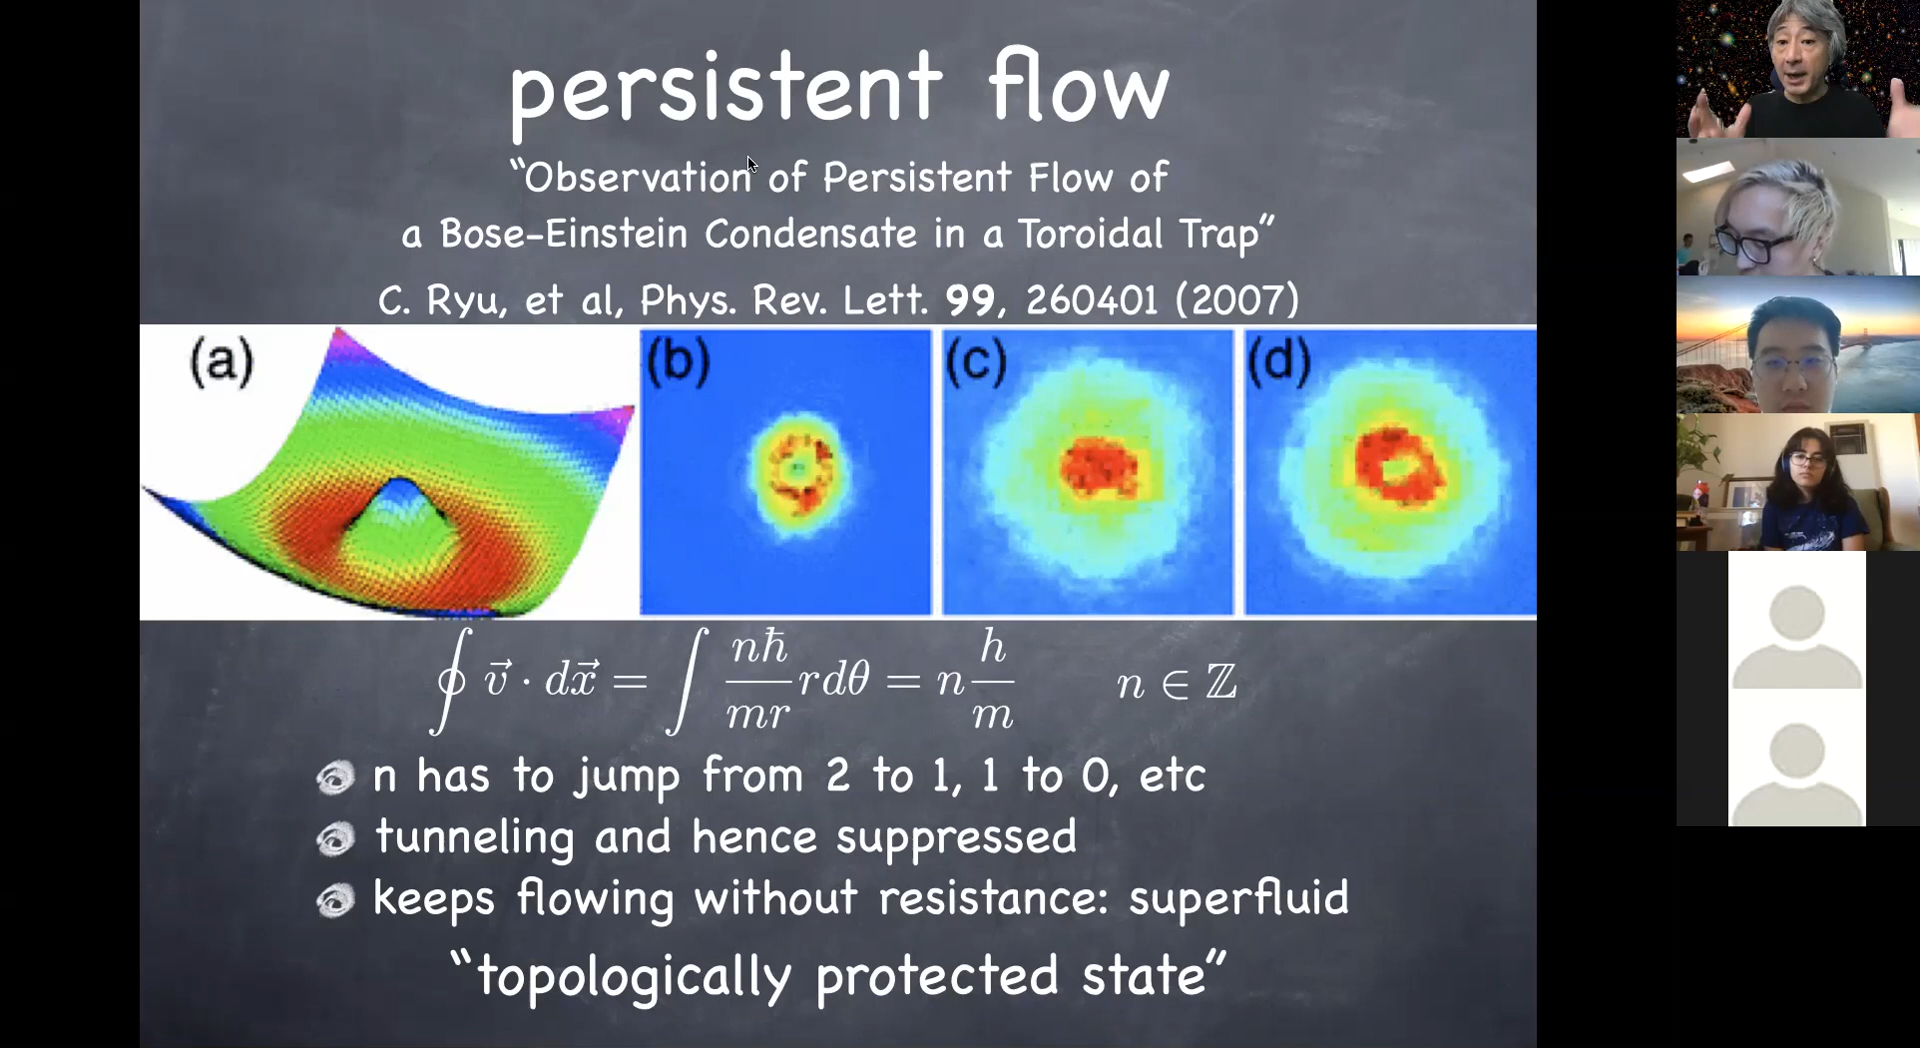 persistent flow
“Observation of Persistent Flow of
a Bose-Einstein Condensate in a Toroidal Trap”
C. Ryu, et al, Phys. Rev. Lett. 99, 260401 (2007)
(a) (b) (c) (d)
∮ v⃗ · dx⃗ = ∫ nħ/mr rdθ = n h/m n ∈ ℤ
n has to jump from 2 to 1, 1 to 0, etc
tunneling and hence suppressed
keeps flowing without resistance: superfluid
“topologically protected state”